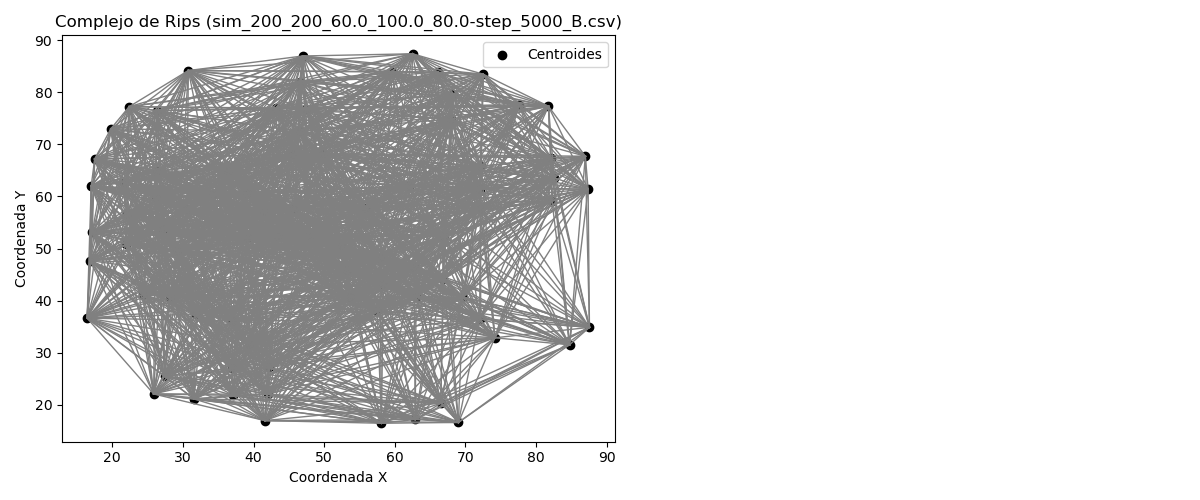 Complejo de Rips (sim_200_200_60.0_100.0_80.0-step_5000_B.csv)
Centroides
90
80
70
60
50
40
30
20
Coordenada Y
20 30 40 50 60 70 80 90
Coordenada X